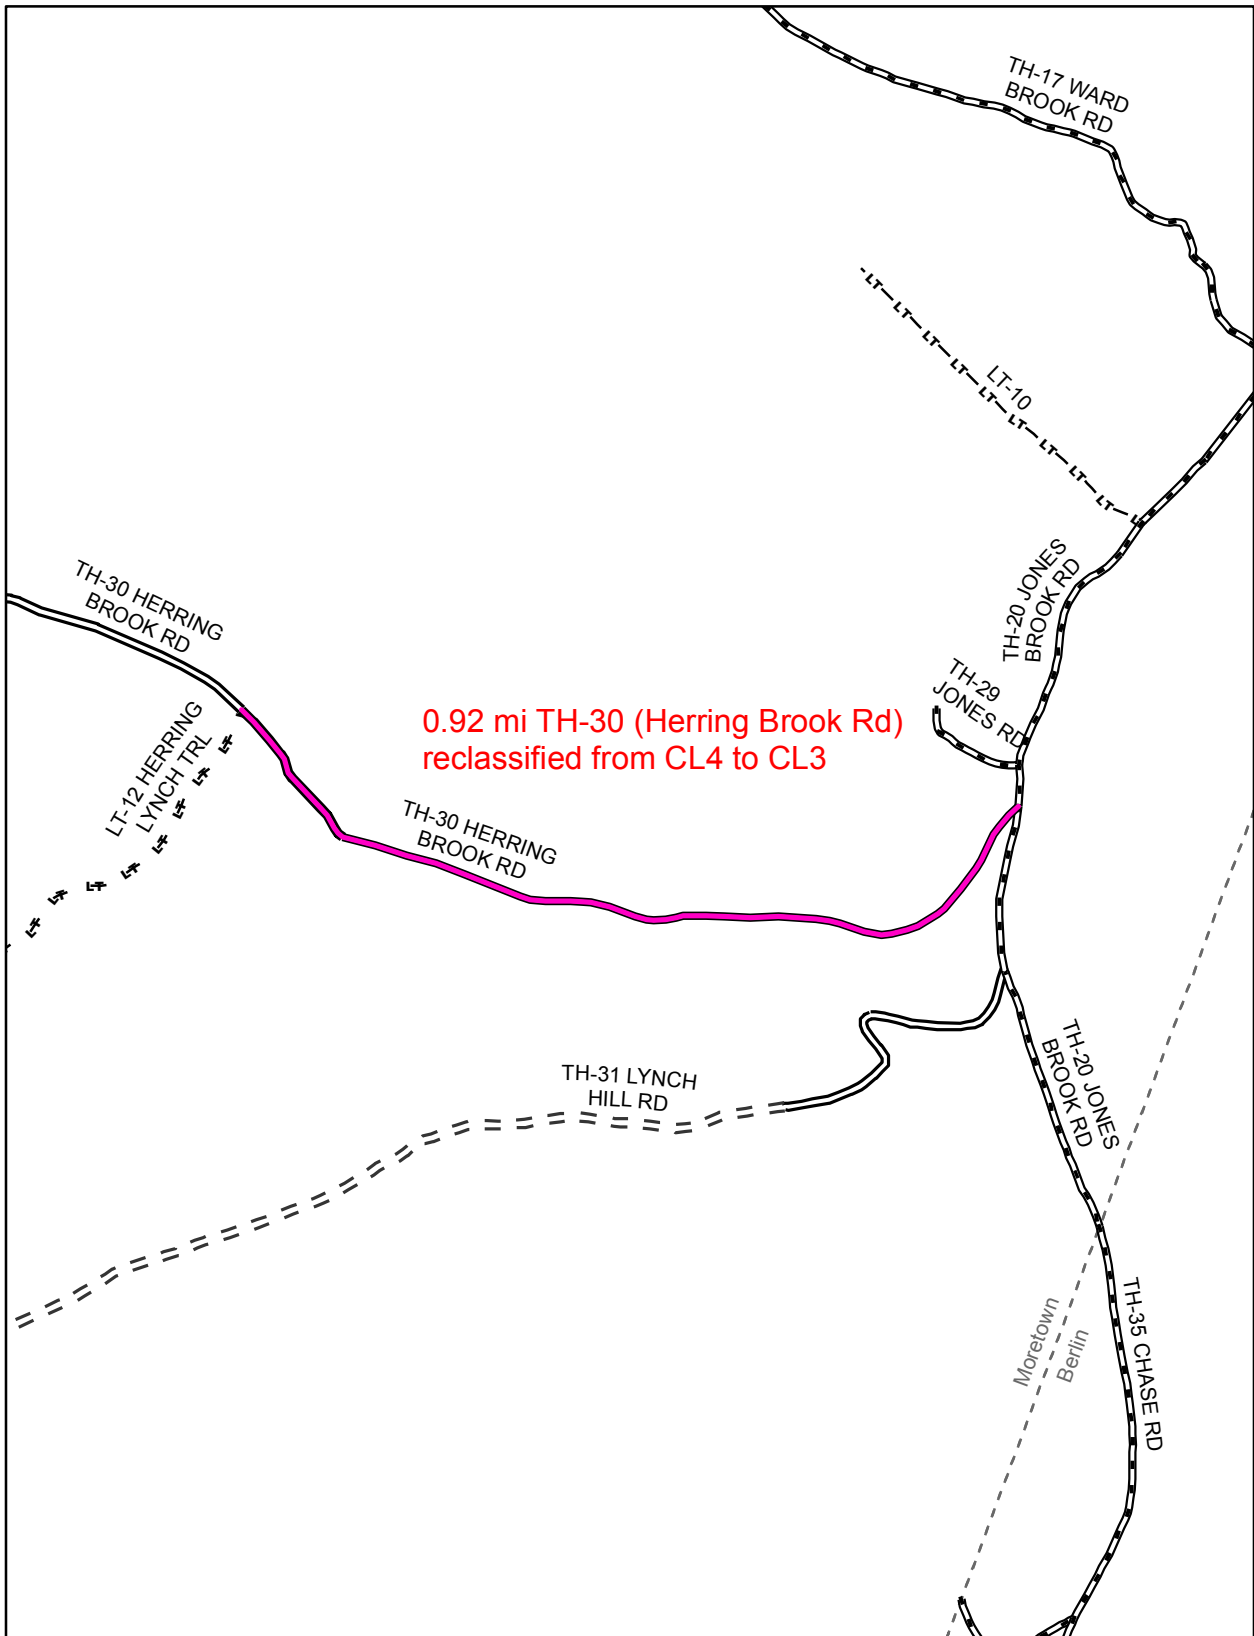 TH-17 WARD
BROOK RD
LT-10
TH-20 JONES
BROOK RD
TH-30 HERRING
BROOK RD
TH-29
JONES RD
LT-12 HERRING
LYNCH TRL
0.92 mi TH-30 (Herring Brook Rd)
reclassified from CL4 to CL3
TH-30 HERRING
BROOK RD
TH-31 LYNCH
HILL RD
TH-20 JONES
BROOK RD
Moretown
Berlin
TH-35 CHASE RD